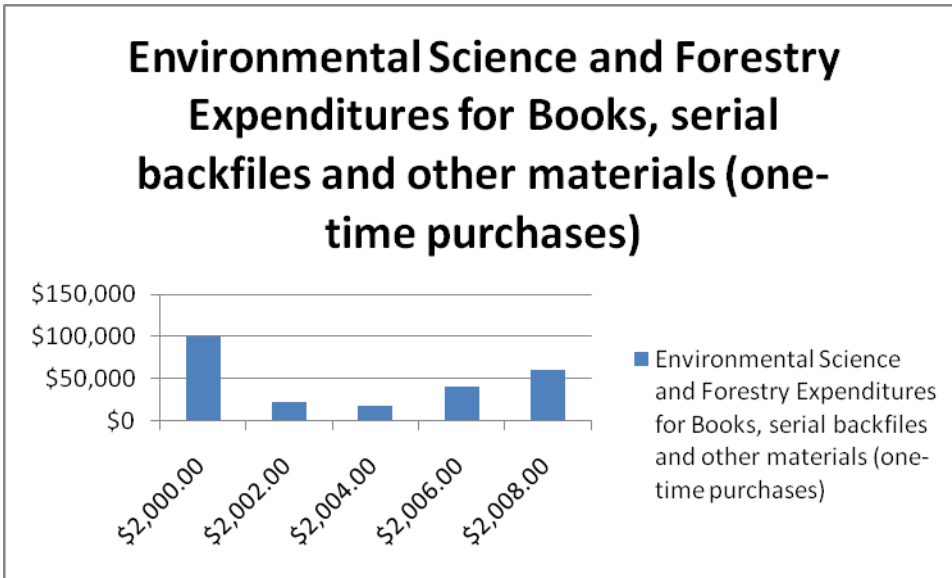 Environmental Science and Forestry
Expenditures for Books, serial
backfiles and other materials (one-
time purchases)
$150,000
$100,000
$50,000
$0
$2,000.00
$2,002.00
$2,004.00
$2,006.00
$2,008.00
Environmental Science
and Forestry Expenditures
for Books, serial backfiles
and other materials (one-
time purchases)